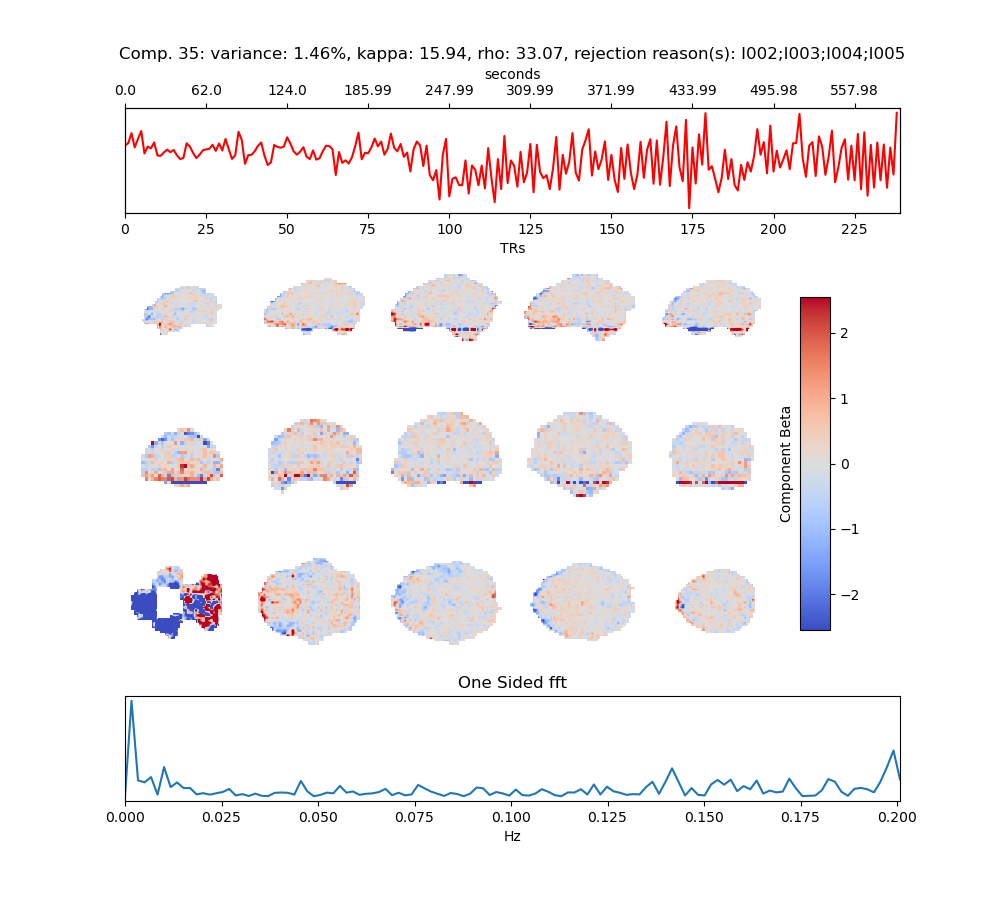 Comp. 35: variance: 1.46%, kappa: 15.94, rho: 33.07, rejection reason(s): I002;I003;I004;I005
seconds
0.0 62.0 124.0 185.99 247.99 309.99 371.99 433.99 495.98 557.98
0 25 50 75 100 125 150 175 200 225
TRs
2
1
0
−1
−2
Component Beta
One Sided fft
0.000 0.025 0.050 0.075 0.100 0.125 0.150 0.175 0.200
Hz